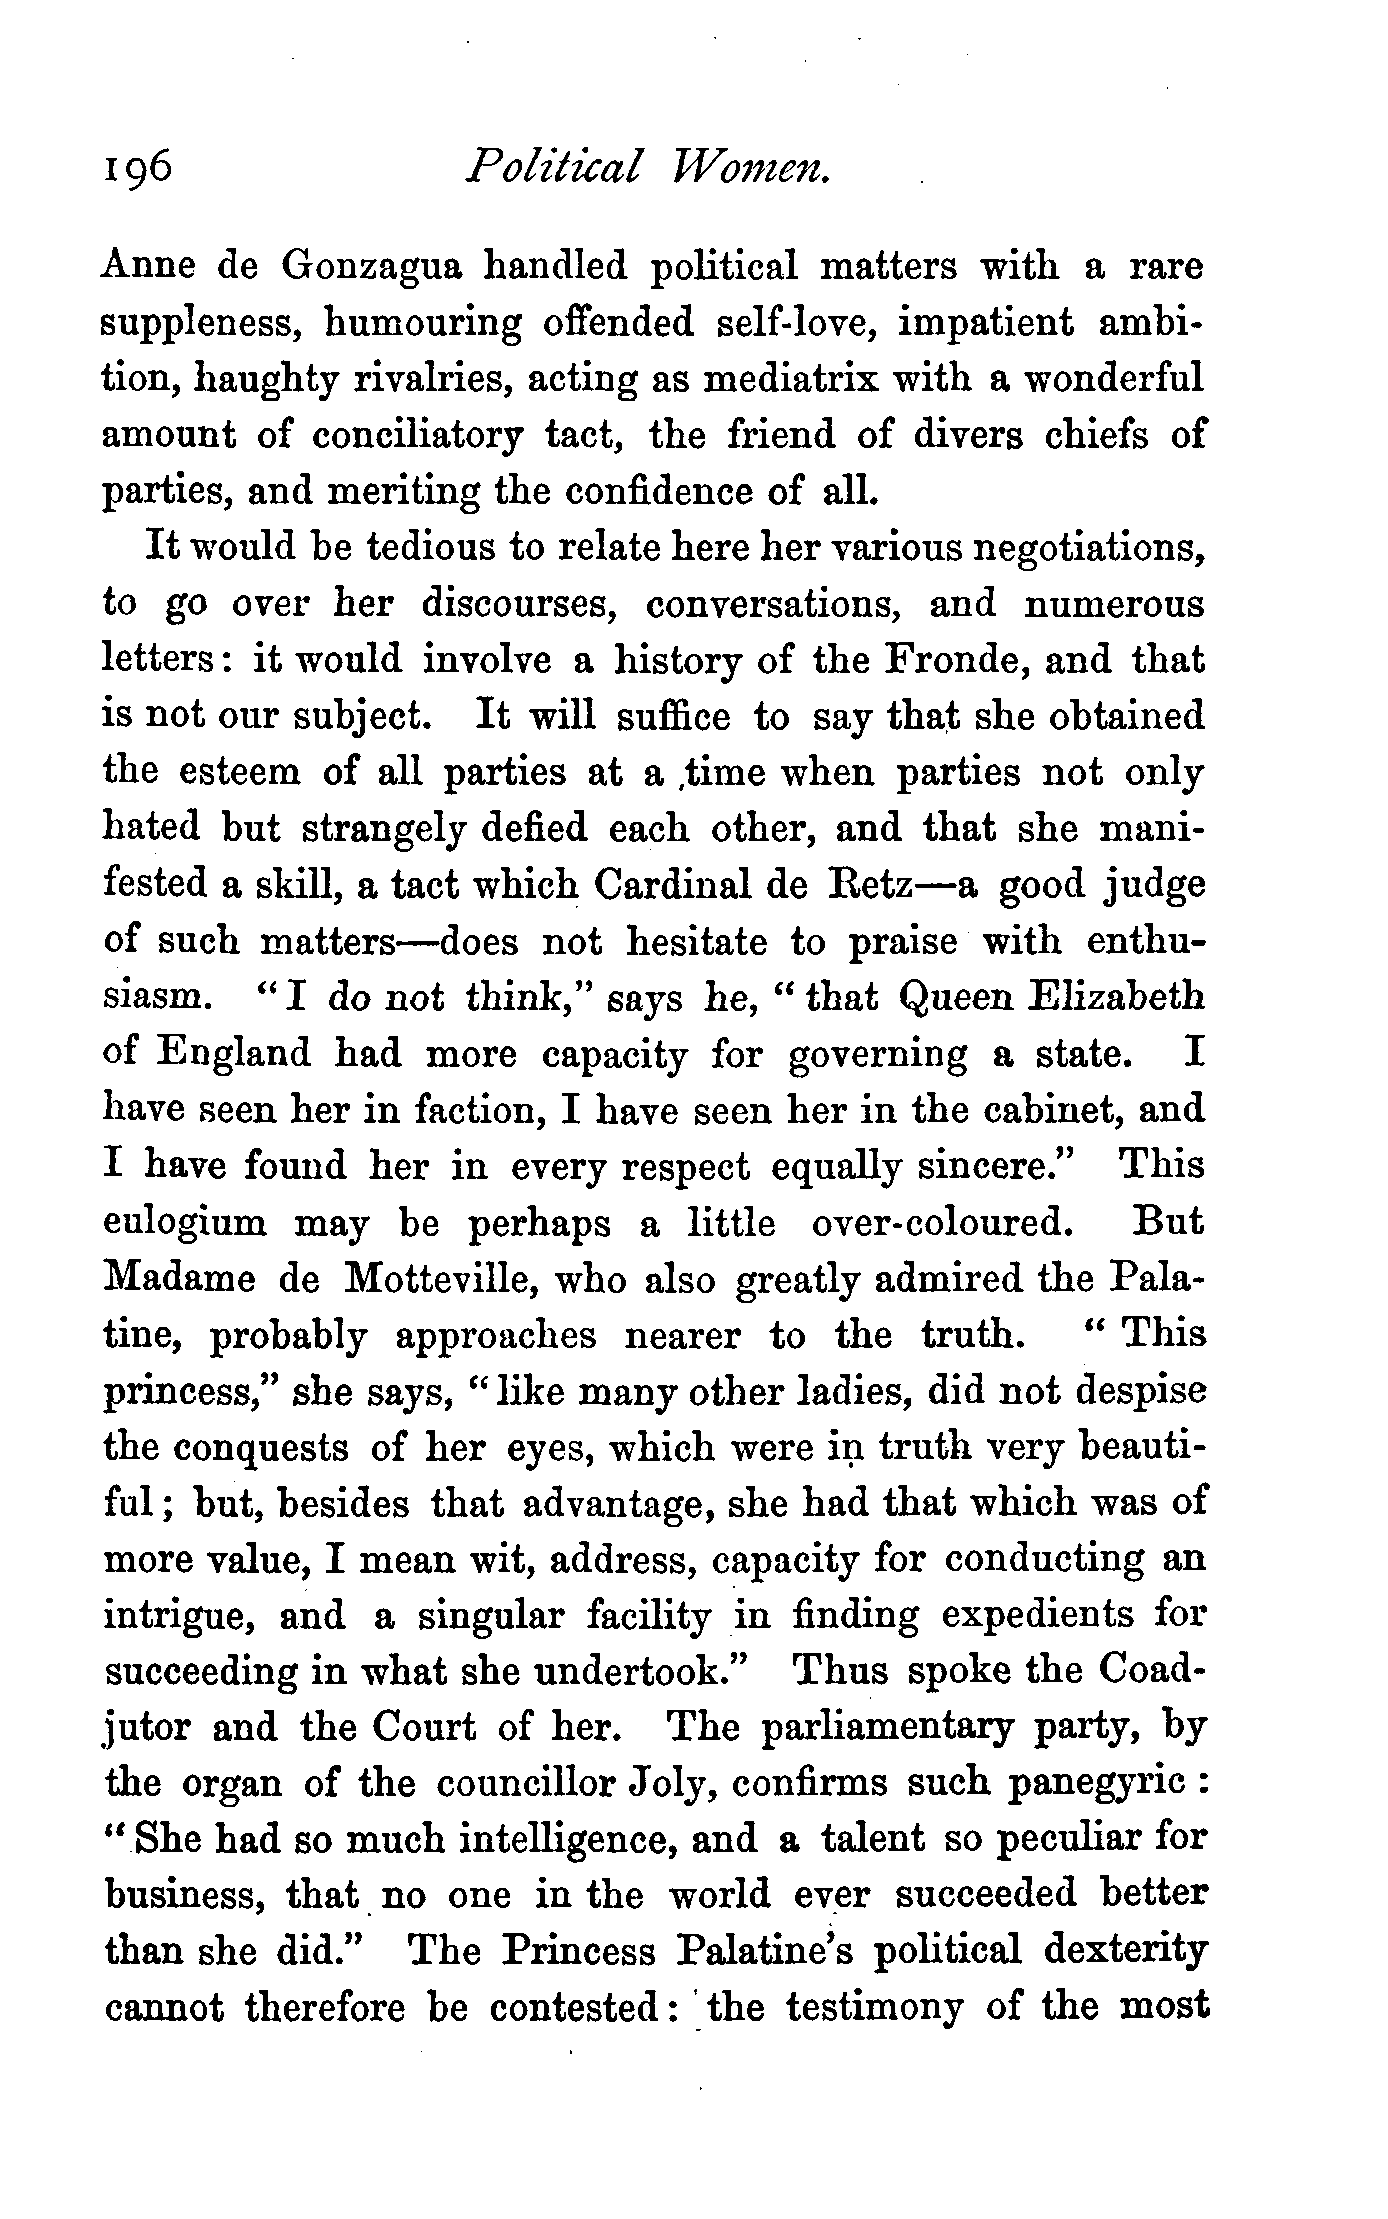 196 Political Women.
Anne de Gonzagua handled political matters with a rare
suppleness, humouring offended self-love, impatient ambi-
tion, haughty rivalries, acting as mediatrix with a wonderful
amount of conciliatory tact, the friend of divers chiefs of
parties, and meriting the confidence of all.
It would be tedious to relate here her various negotiations,
to go over her discourses, conversations, and numerous
letters: it would involve a history of the Fronde, and that
is not our subject. It will suffice to say that she obtained
the esteem of all parties at a time when parties not only
hated but strangely defied each other, and that she mani-
fested a skill, a tact which Cardinal de Retz—a good judge
of such matters—does not hesitate to praise with enthu-
siasm. "I do not think," says he, "that Queen Elizabeth
of England had more capacity for governing a state. I
have seen her in faction, I have seen her in the cabinet, and
I have found her in every respect equally sincere." This
eulogium may be perhaps a little over-coloured. But
Madame de Motteville, who also greatly admired the Pala-
tine, probably approaches nearer to the truth. "This
princess," she says, "like many other ladies, did not despise
the conquests of her eyes, which were in truth very beauti-
ful; but, besides that advantage, she had that which was of
more value, I mean wit, address, capacity for conducting an
intrigue, and a singular facility in finding expedients for
succeeding in what she undertook." Thus spoke the Coad-
jutor and the Court of her. The parliamentary party, by
the organ of the councillor Joly, confirms such panegyric:
"She had so much intelligence, and a talent so peculiar for
business, that no one in the world ever succeeded better
than she did." The Princess Palatine's political dexterity
cannot therefore be contested: the testimony of the most